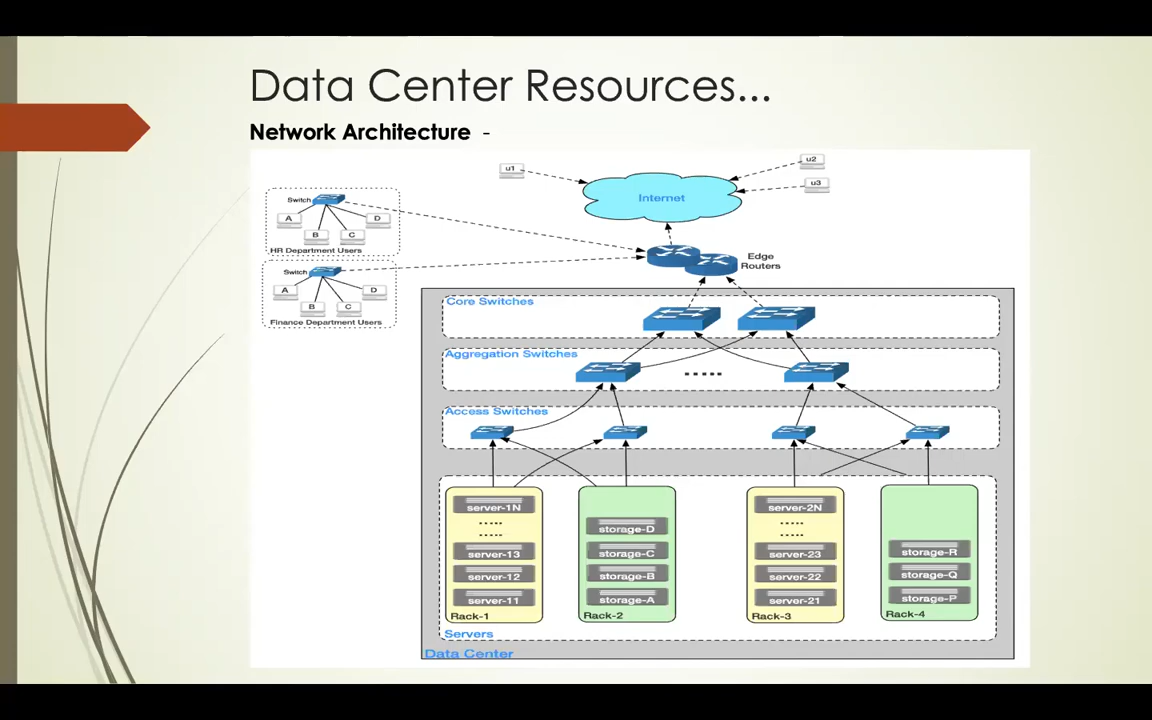 Data Center Resources...
Network Architecture -
u1
u2
u3
Internet
Switch
A
D
B
C
HR Department Users
Switch
A
D
B
C
Finance Department Users
Edge
Routers
Core Switches
Aggregation Switches
.....
Access Switches
server-1N
.....
.....
server-13
server-12
server-11
Rack-1
storage-D
storage-C
storage-B
storage-A
Rack-2
server-2N
.....
.....
server-23
server-22
server-21
Rack-3
storage-R
storage-Q
storage-P
Rack-4
Servers
Data Center